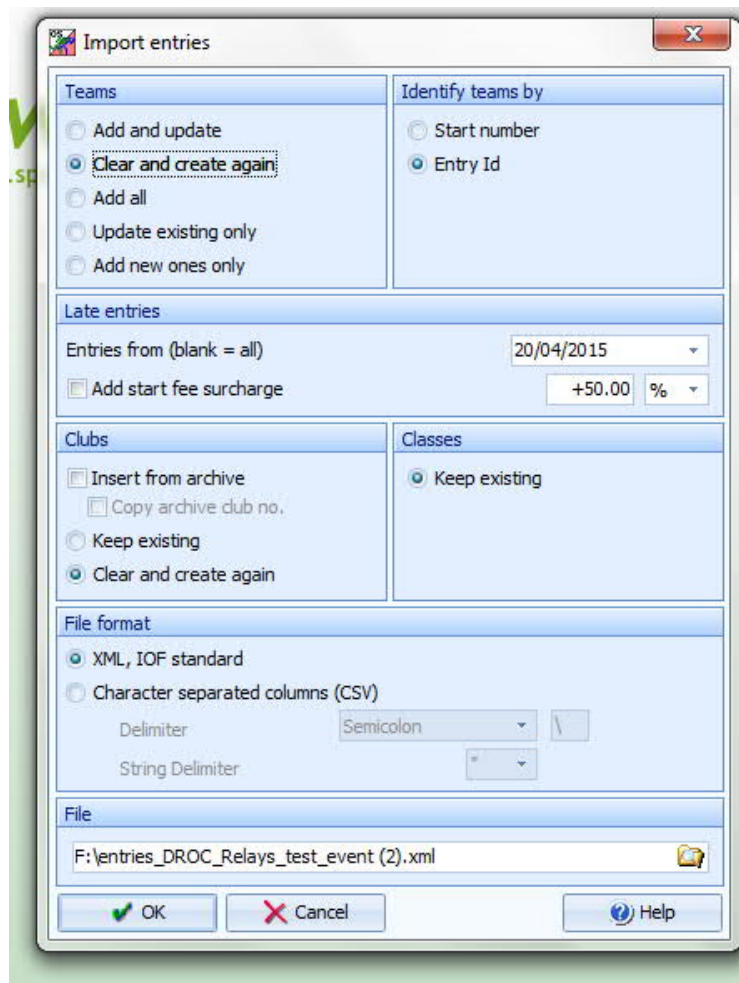 Import entries
Teams
Add and update
Clear and create again
Add all
Update existing only
Add new ones only
Identify teams by
Start number
Entry Id
Late entries
Entries from (blank = all) 20/04/2015
Add start fee surcharge +50.00 %
Clubs
Insert from archive
Copy archive club no.
Keep existing
Clear and create again
Classes
Keep existing
File format
XML, IOF standard
Character separated columns (CSV)
Delimiter Semicolon \
String Delimiter "
File
F:\entries_DROC_Relays_test_event (2).xml
OK Cancel Help